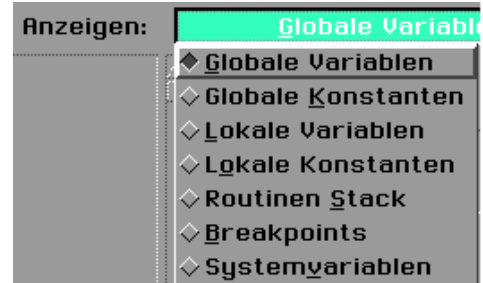 Anzeigen: Globale Variabl
Globale Variablen
Globale Konstanten
Lokale Variablen
Lokale Konstanten
Routinen Stack
Breakpoints
Systemvariablen